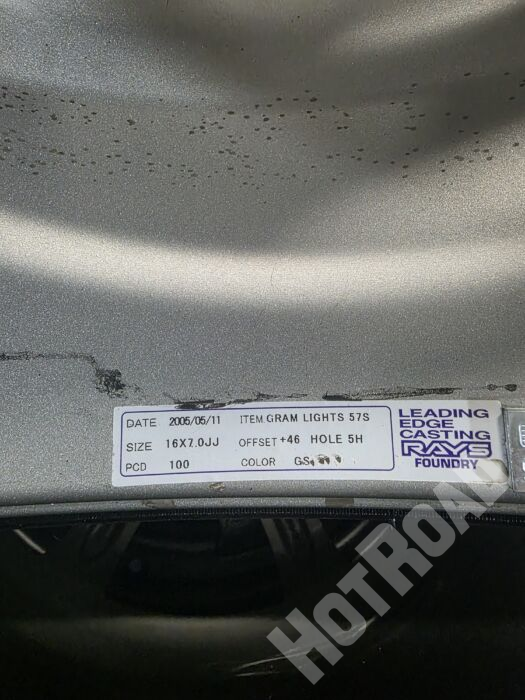 DATE 2005/05/11 ITEM GRAM LIGHTS 57S
SIZE 16X7.0JJ OFFSET +46 HOLE 5H
PCD 100 COLOR GS
LEADING
EDGE
CASTING
RAYS
FOUNDRY
HOTROAD